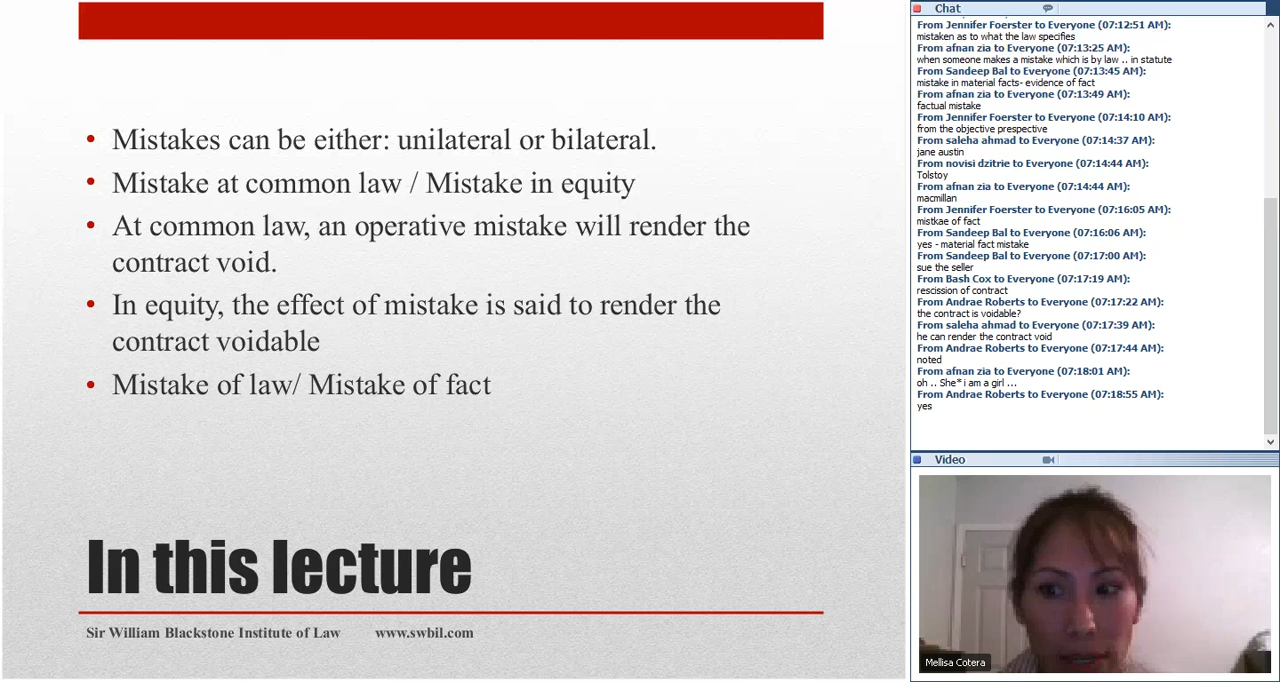 • Mistakes can be either: unilateral or bilateral.
• Mistake at common law / Mistake in equity
• At common law, an operative mistake will render the
contract void.
• In equity, the effect of mistake is said to render the
contract voidable
• Mistake of law/ Mistake of fact
In this lecture
Sir William Blackstone Institute of Law www.swbil.com
Chat
From Jennifer Foerster to Everyone (07:12:51 AM):
mistaken as to what the law specifies
From afnan zia to Everyone (07:13:25 AM):
when someone makes a mistake which is by law .. in statute
From Sandeep Bal to Everyone (07:13:45 AM):
mistake in material facts- evidence of fact
From afnan zia to Everyone (07:13:49 AM):
factual mistake
From Jennifer Foerster to Everyone (07:14:10 AM):
from the objective prespective
From saleha ahmad to Everyone (07:14:37 AM):
jane austin
From novisi dzitrie to Everyone (07:14:44 AM):
Tolstoy
From afnan zia to Everyone (07:14:44 AM):
macmillan
From Jennifer Foerster to Everyone (07:16:05 AM):
mistkae of fact
From Sandeep Bal to Everyone (07:16:06 AM):
yes - material fact mistake
From Sandeep Bal to Everyone (07:17:00 AM):
sue the seller
From Bash Cox to Everyone (07:17:19 AM):
rescission of contract
From Andrae Roberts to Everyone (07:17:22 AM):
the contract is voidable?
From saleha ahmad to Everyone (07:17:39 AM):
he can render the contract void
From Andrae Roberts to Everyone (07:17:44 AM):
noted
From afnan zia to Everyone (07:18:01 AM):
oh .. She* i am a girl ...
From Andrae Roberts to Everyone (07:18:55 AM):
yes
Video
Mellisa Cotera